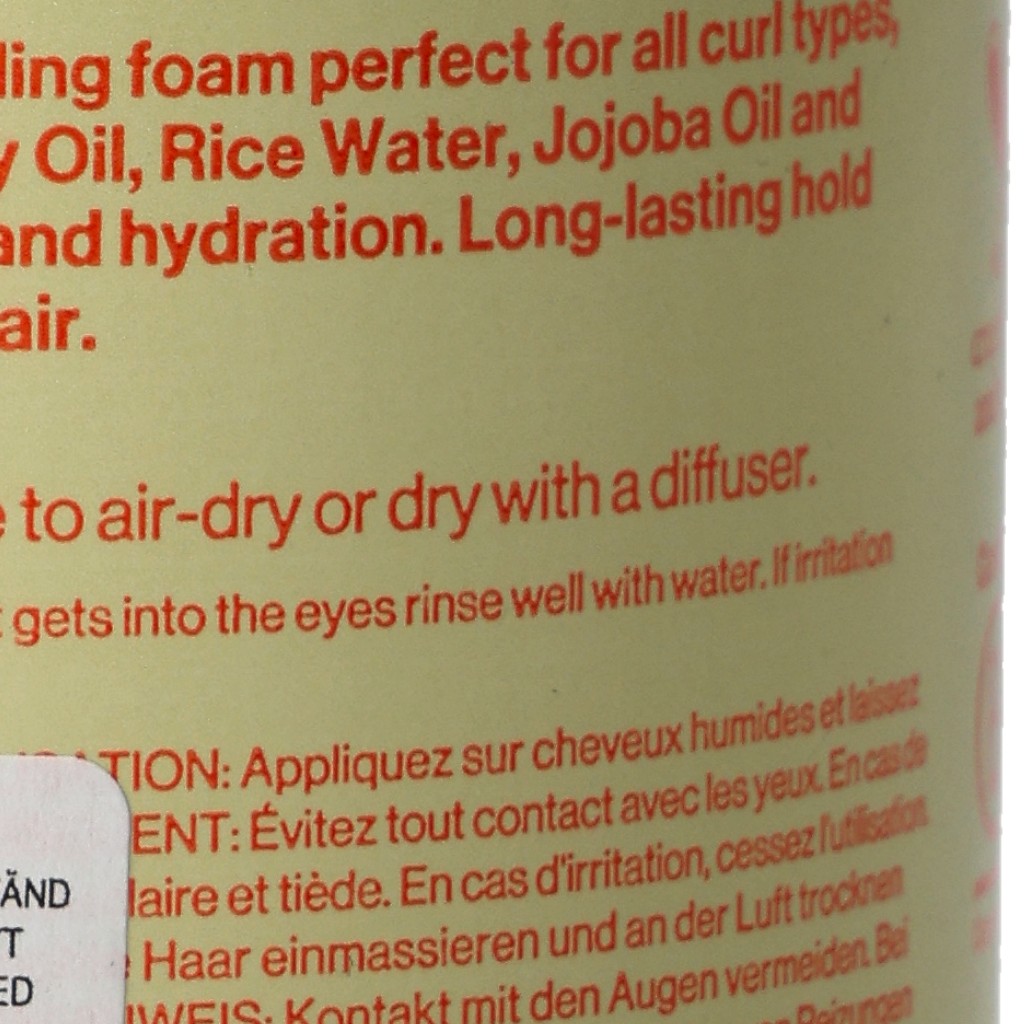 ling foam perfect for all curl types,
y Oil, Rice Water, Jojoba Oil and
and hydration. Long-lasting hold
air.
to air-dry or dry with a diffuser.
gets into the eyes rinse well with water. If irritation
TION: Appliquez sur cheveux humides et laissez
ENT: Évitez tout contact avec les yeux. En cas de
laire et tiède. En cas d'irritation, cessez l'utilisation.
Haar einmassieren und an der Luft trocknen
WEIS: Kontakt mit den Augen vermeiden. Bei
Reizungen
ÄND
T
ED